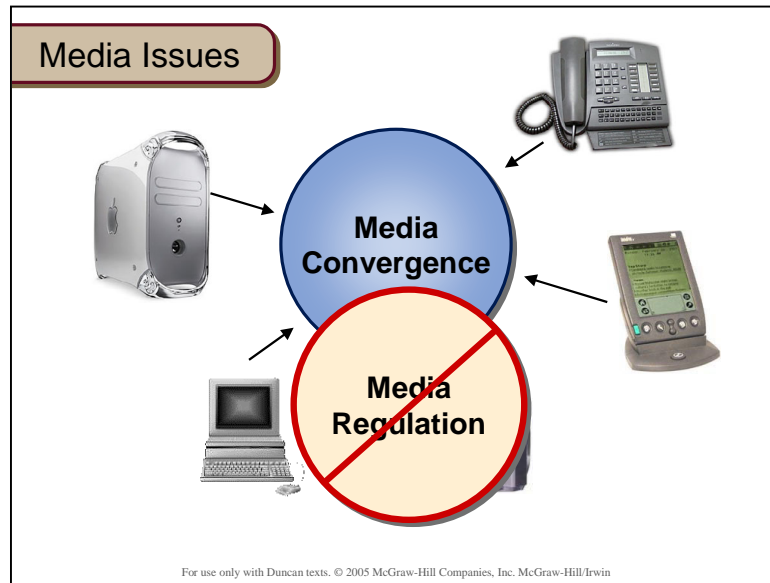 Media Issues
Media
Convergence
Media
Regulation
For use only with Duncan texts. © 2005 McGraw-Hill Companies, Inc. McGraw-Hill/Irwin